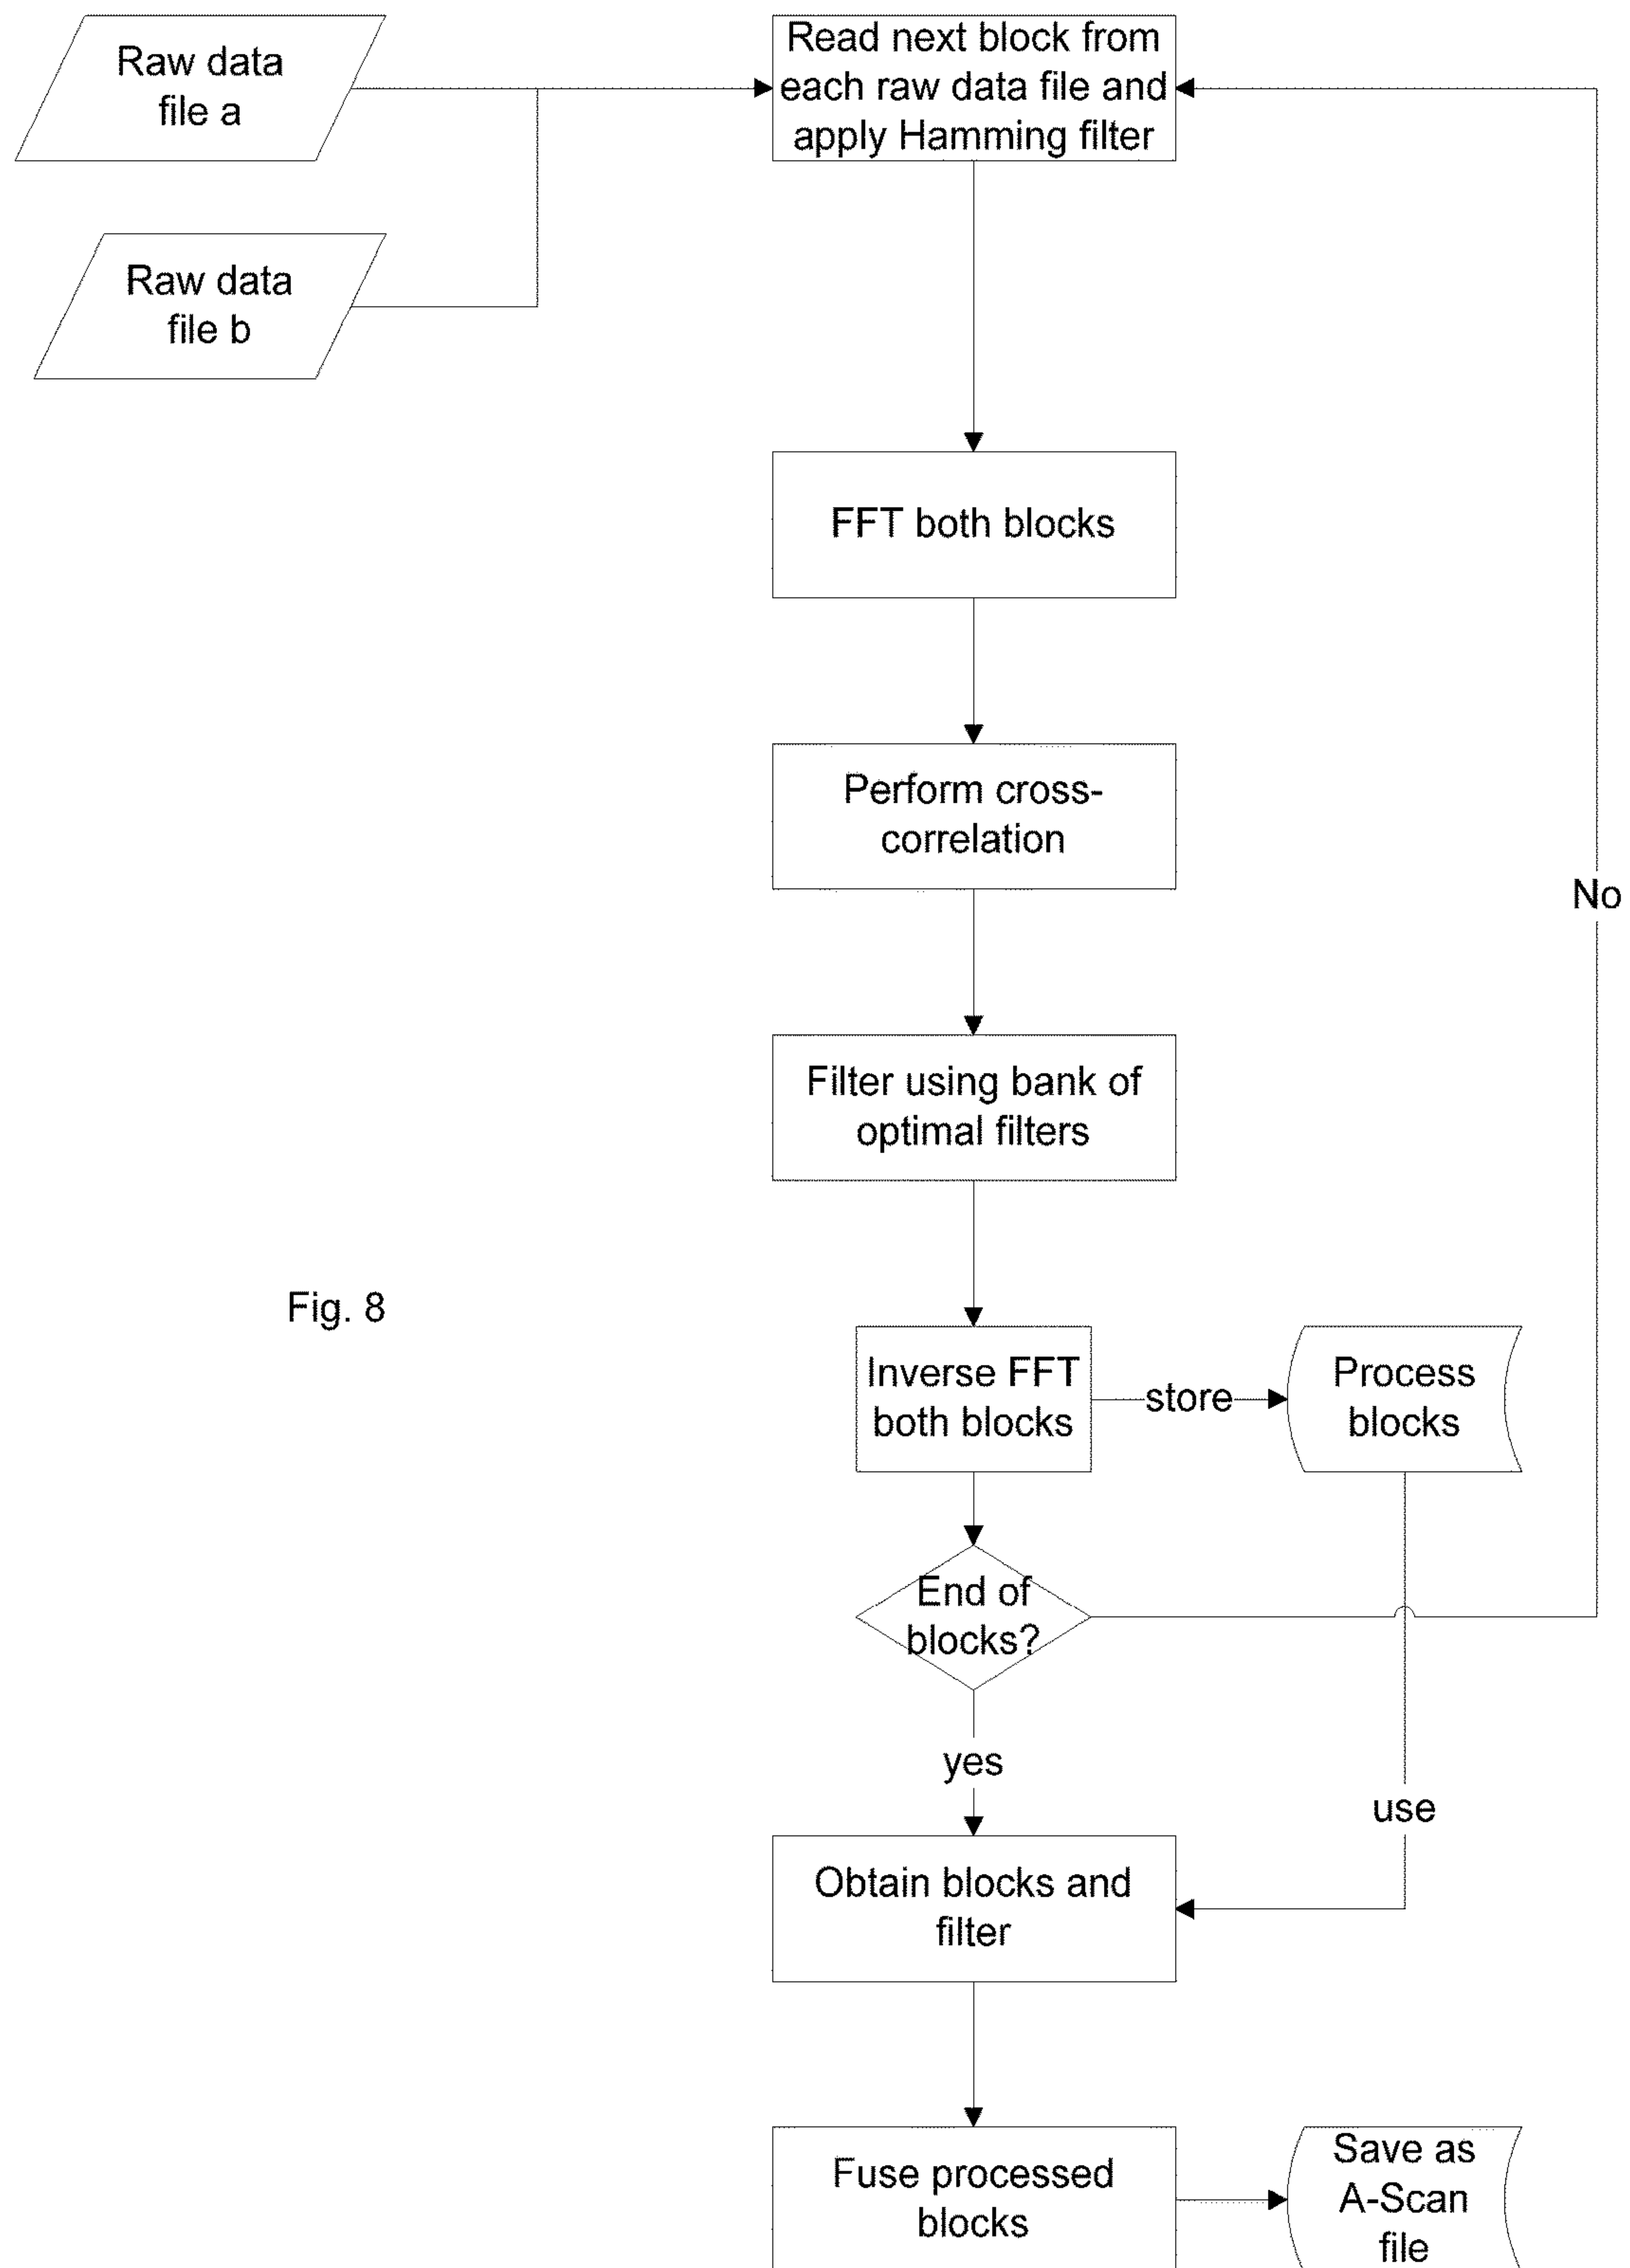 Raw data
file a
Read next block from
each raw data file and
apply Hamming filter
Raw data
file b
FFT both blocks
Perform cross-
correlation
No
Filter using bank of
optimal filters
Fig. 8
Inverse FFT
both blocks
store
Process
blocks
End of
blocks?
yes
use
Obtain blocks and
filter
Fuse processed
blocks
Save as
A-Scan
file